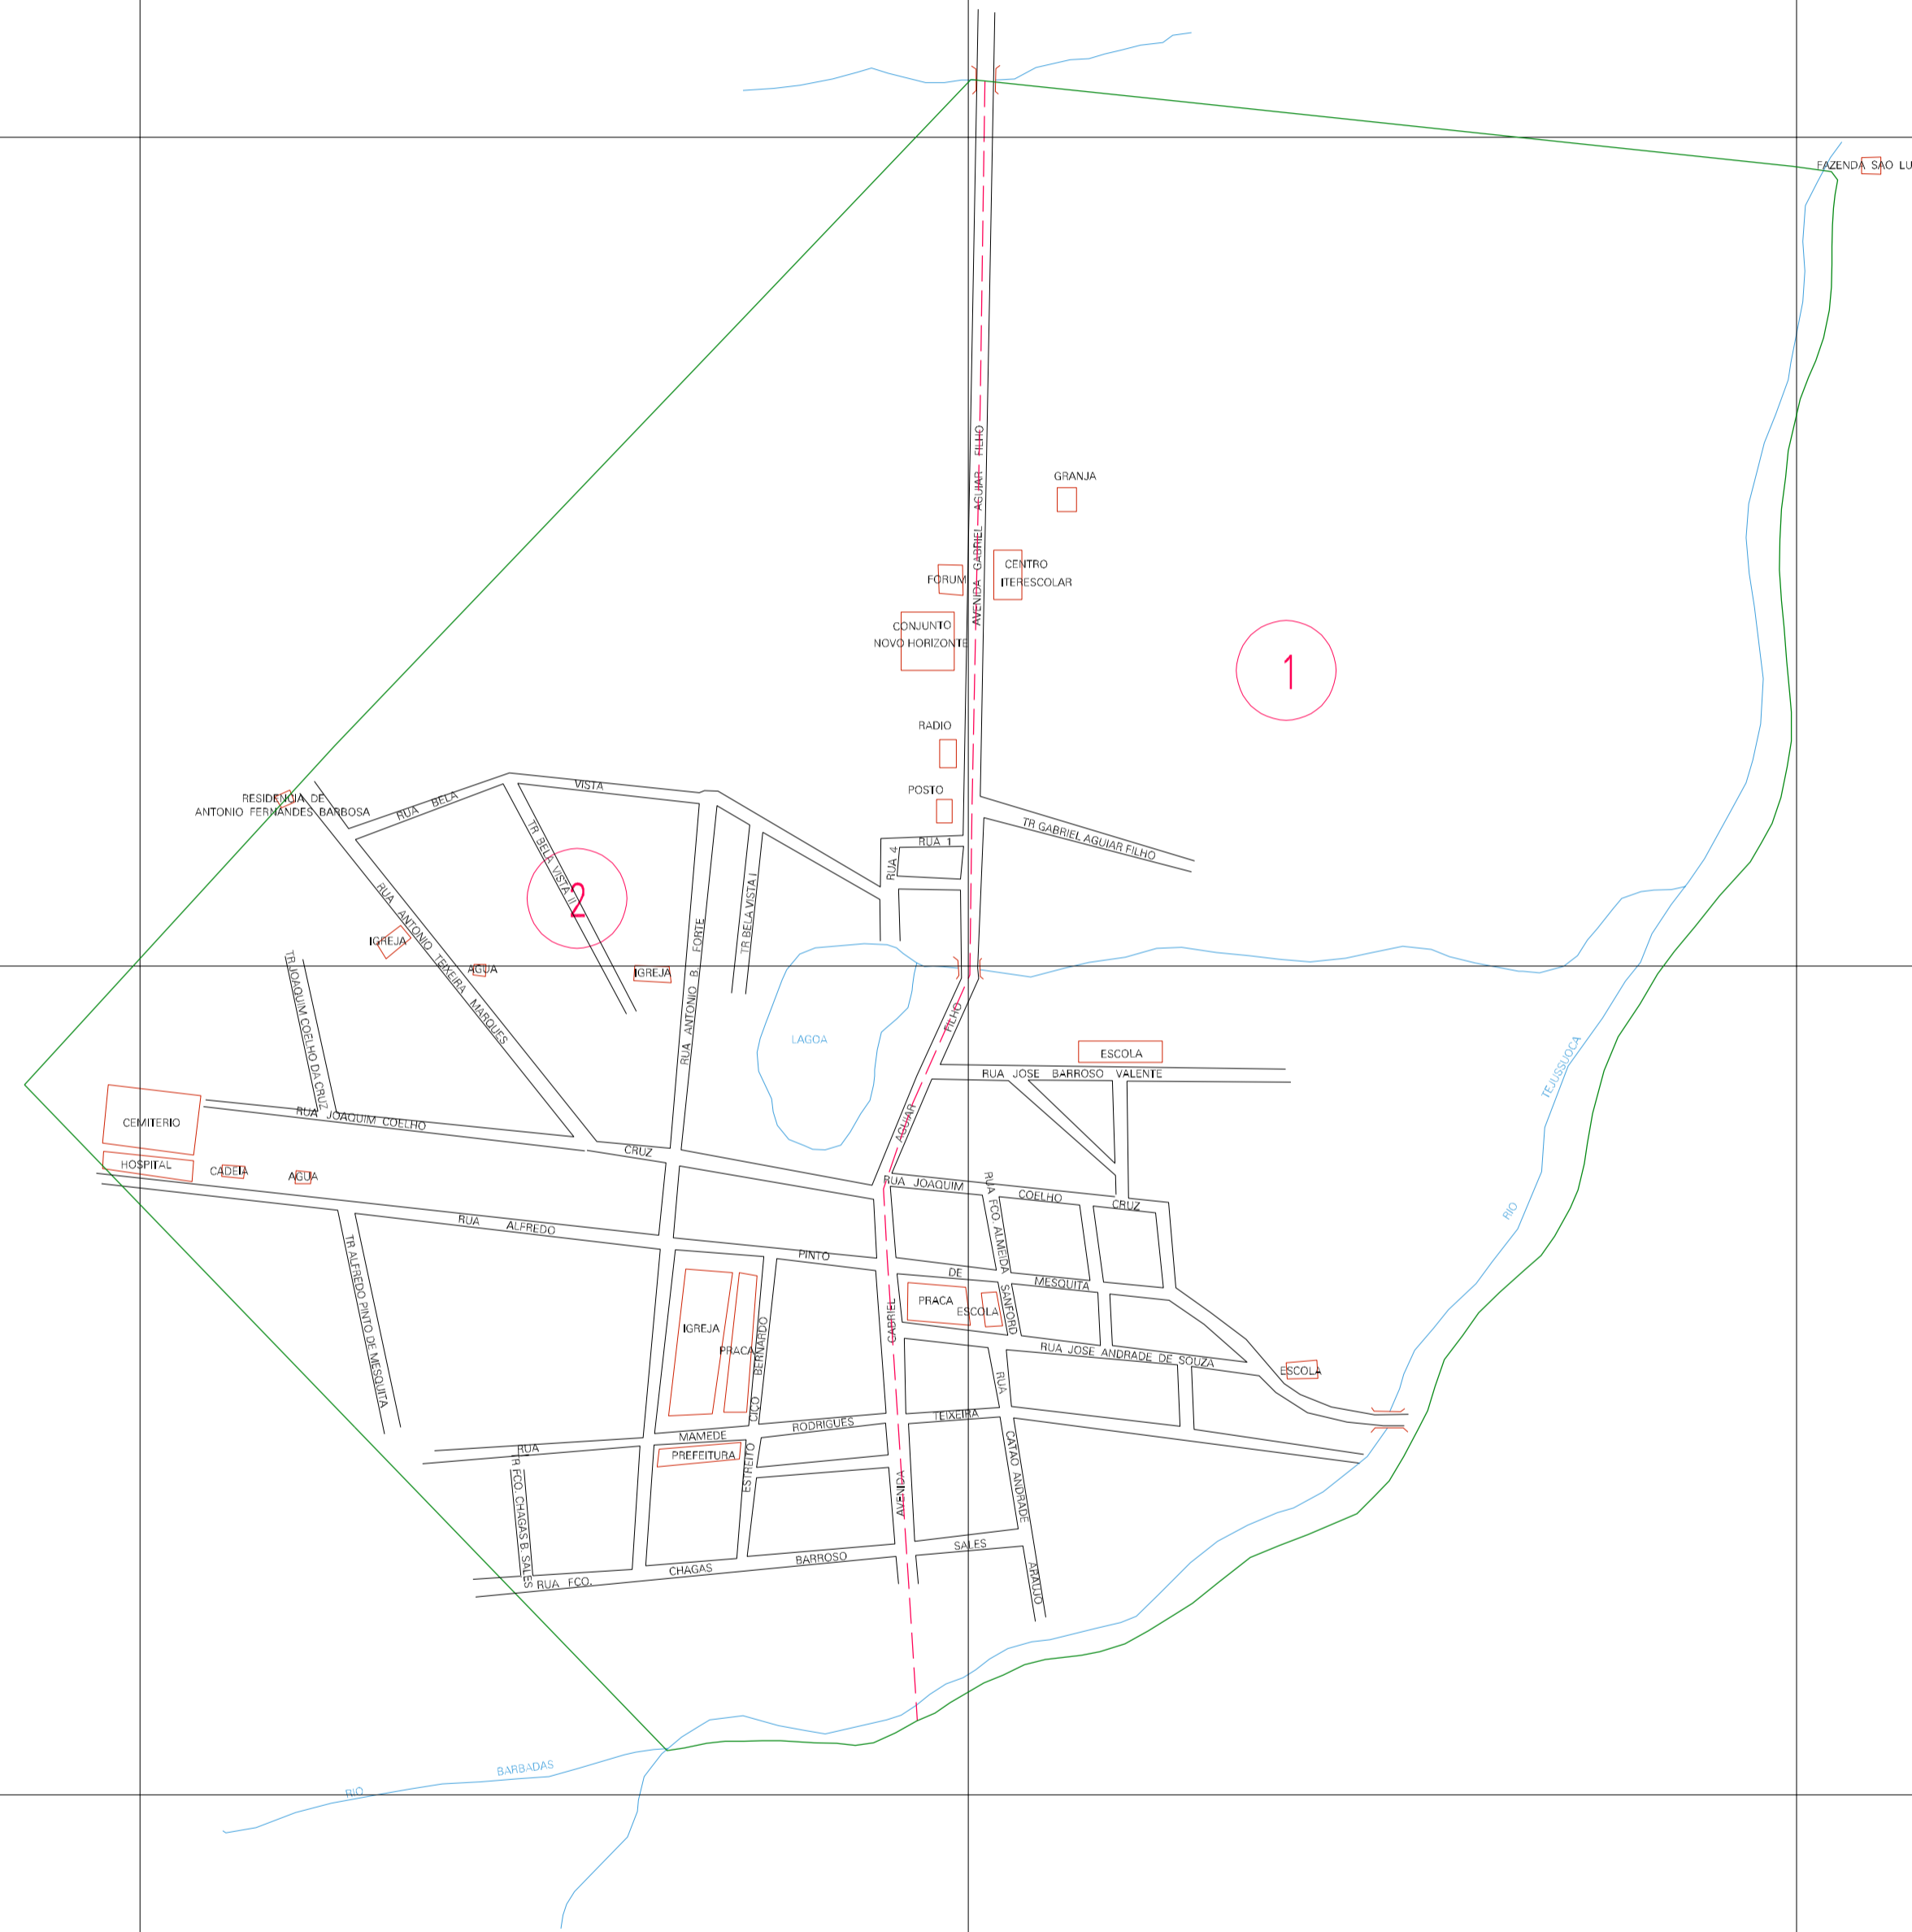 FAZENDA SAO LU
GRANJA
AVENIDA GABRIEL AGUIAR FILHO
CENTRO
ITERESCOLAR
FORUM
CONJUNTO
NOVO HORIZONTE
1
RADIO
POSTO
RUA 1
RUA 4
TR GABRIEL AGUIAR FILHO
RESIDENCIA DE
ANTONIO FERNANDES BARBOSA
RUA BELA VISTA
TR BELA VISTA II
2
TR BELA VISTA I
RUA ANTONIO B. FORTE
RUA ANTONIO TEIXEIRA MARQUES
IGREJA
AGUA
IGREJA
TR JOAQUIM COELHO DA CRUZ
LAGOA
ESCOLA
RUA JOSE BARROSO VALENTE
RIO TEJUSSUOCA
CEMITERIO
RUA JOAQUIM COELHO CRUZ
HOSPITAL
CADEIA
AGUA
RUA JOAQUIM COELHO CRUZ
RUA ALFREDO PINTO DE MESQUITA
TR ALFREDO PINTO DE MESQUITA
RUA FCO. ALMEIDA SANFORD
PRACA
ESCOLA
IGREJA
PRACA
CICO BERNARDO
RUA JOSE ANDRADE DE SOUZA
ESCOLA
AVENIDA GABRIEL AGUIAR FILHO
RUA MAMEDE RODRIGUES TEIXEIRA
PREFEITURA
ESTREITO
RUA CATAO ANDRADE ARAUJO
TR FCO. CHAGAS B. SALES
RUA FCO. CHAGAS BARROSO SALES
RIO BARBADAS